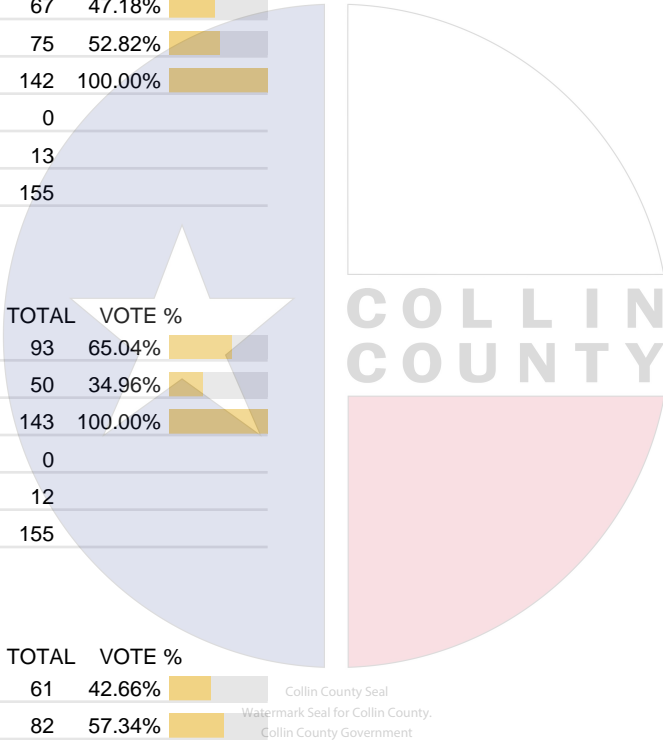 67 47.18%
75 52.82%
142 100.00%
0
13
155
TOTAL VOTE %
93 65.04%
50 34.96%
143 100.00%
0
12
155
COLLIN
COUNTY
TOTAL VOTE %
61 42.66%
82 57.34%
Collin County Seal
Watermark Seal for Collin County.
Collin County Government